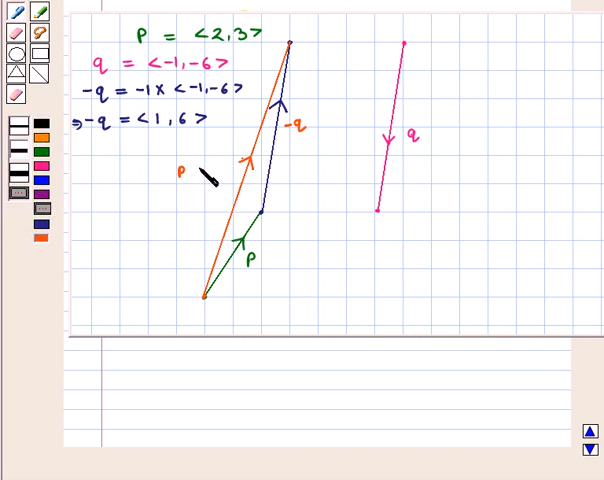 p = <2,3>
q = <-1,-6>
-q = -1 x <-1,-6>
⇒ -q = <1,6>
-q
q
p
p